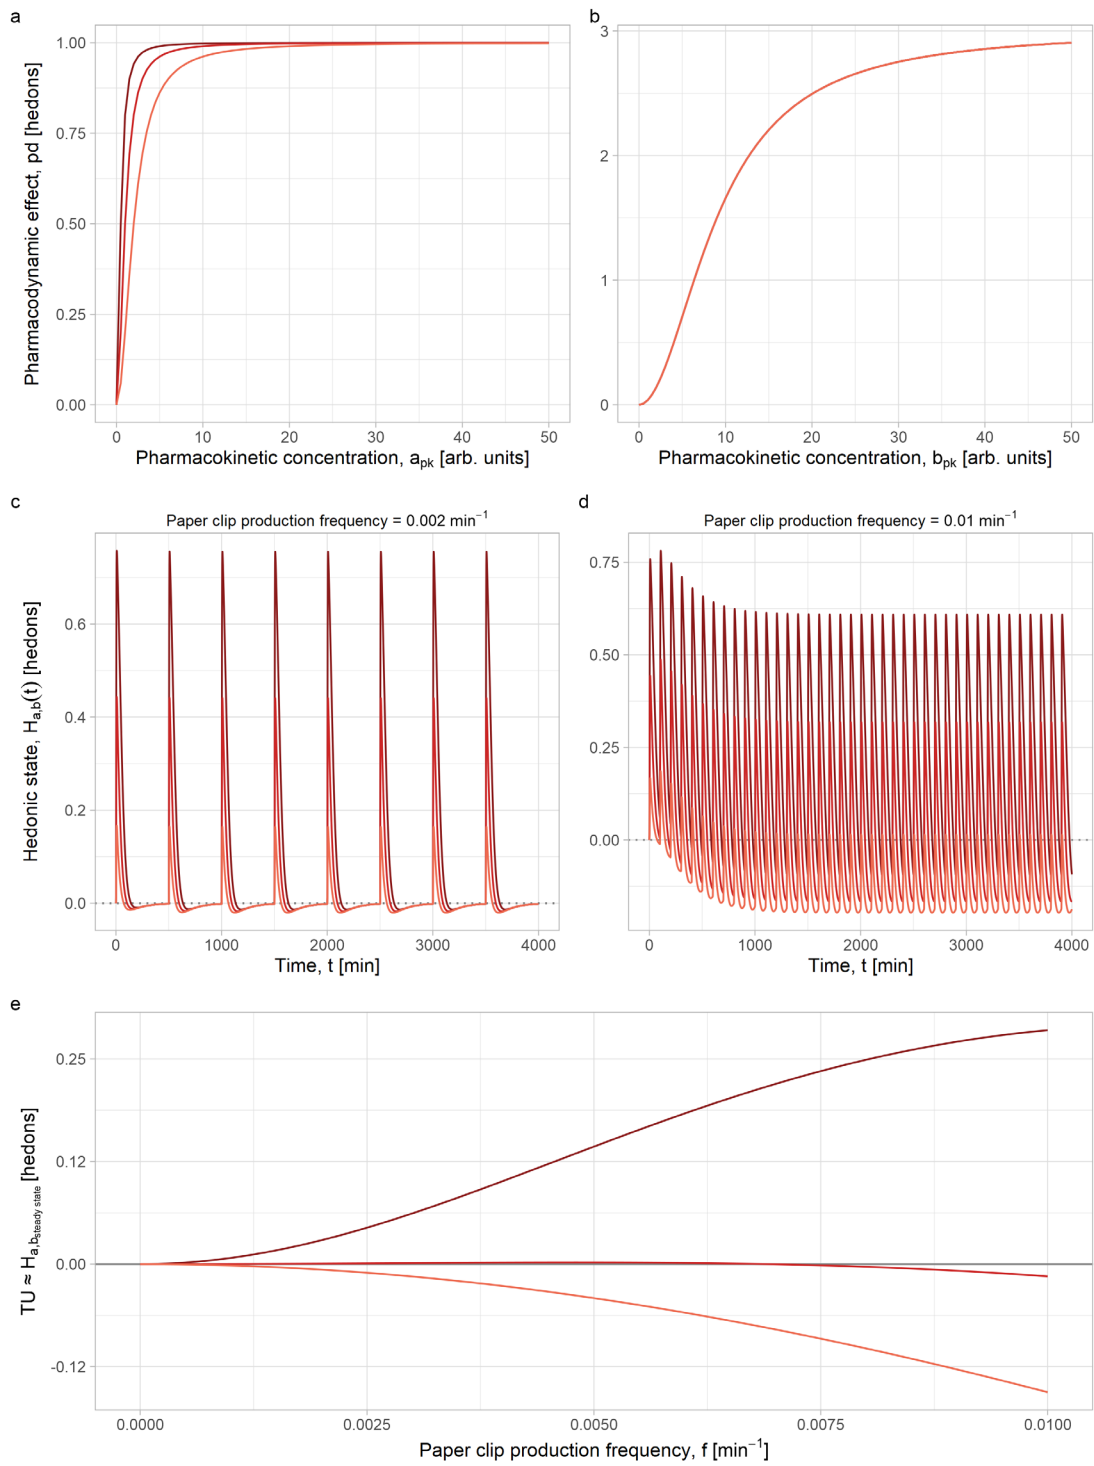 a
Pharmacodynamic effect, pd [hedons]
1.00
0.75
0.50
0.25
0.00
0 10 20 30 40 50
Pharmacokinetic concentration, a_pk [arb. units]
b
3
2
1
0
0 10 20 30 40 50
Pharmacokinetic concentration, b_pk [arb. units]
c
Paper clip production frequency = 0.002 min⁻¹
Hedonic state, H_a,b(t) [hedons]
0.6
0.4
0.2
0.0
0 1000 2000 3000 4000
Time, t [min]
d
Paper clip production frequency = 0.01 min⁻¹
0.75
0.50
0.25
0.00
0 1000 2000 3000 4000
Time, t [min]
e
TU ≈ H_a,b_steady state [hedons]
0.25
0.12
0.00
-0.12
0.0000 0.0025 0.0050 0.0075 0.0100
Paper clip production frequency, f [min⁻¹]